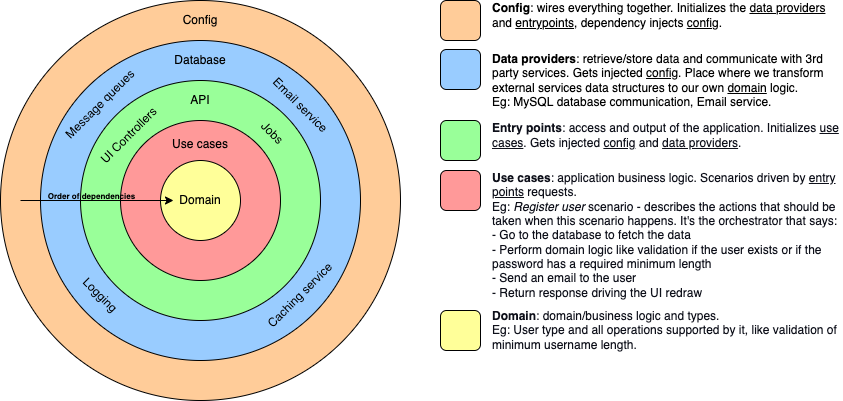 Config
Database
Message queues
Email service
API
UI Controllers
Jobs
Use cases
Order of dependencies
Domain
Logging
Caching service
Config: wires everything together. Initializes the data providers
and entrypoints, dependency injects config.
Data providers: retrieve/store data and communicate with 3rd
party services. Gets injected config. Place where we transform
external services data structures to our own domain logic.
Eg: MySQL database communication, Email service.
Entry points: access and output of the application. Initializes use
cases. Gets injected config and data providers.
Use cases: application business logic. Scenarios driven by entry
points requests.
Eg: Register user scenario - describes the actions that should be
taken when this scenario happens. It's the orchestrator that says:
- Go to the database to fetch the data
- Perform domain logic like validation if the user exists or if the
password has a required minimum length
- Send an email to the user
- Return response driving the UI redraw
Domain: domain/business logic and types.
Eg: User type and all operations supported by it, like validation of
minimum username length.